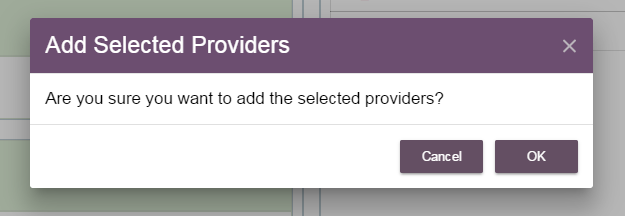 Add Selected Providers
Are you sure you want to add the selected providers?
Cancel OK